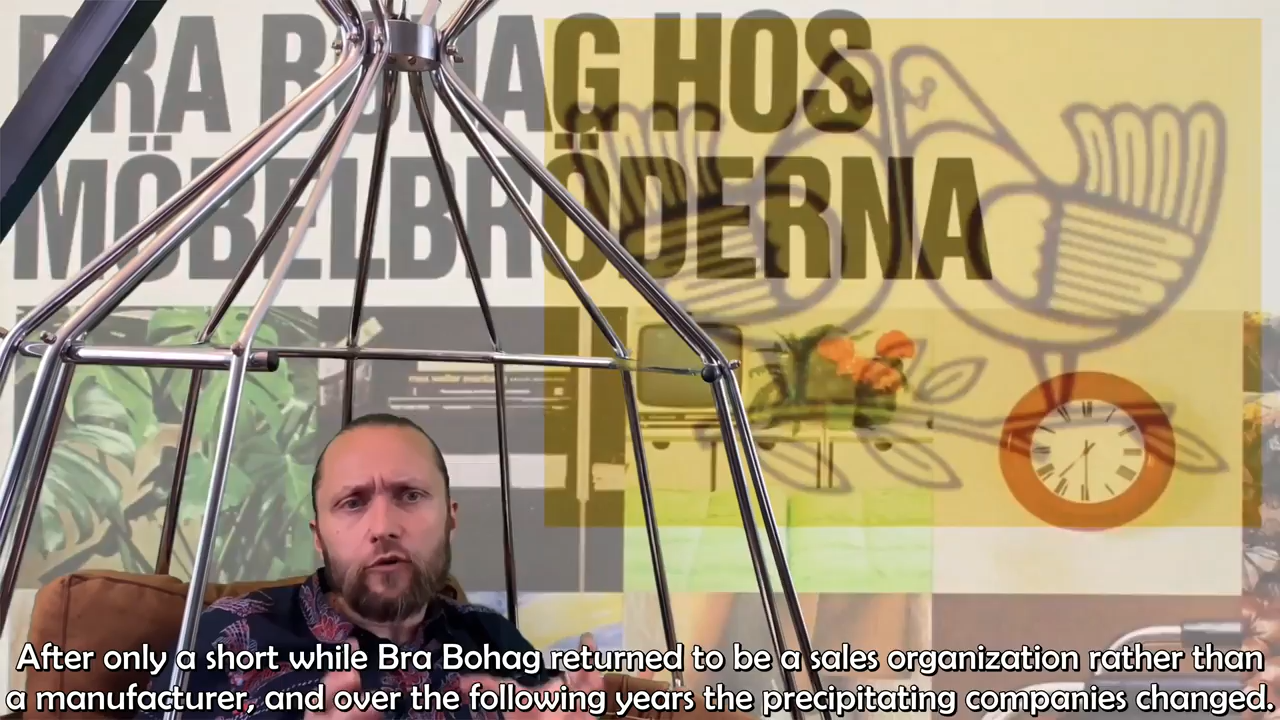 BRA BOHAG HOS
MÖBELBRÖDERNA
After only a short while Bra Bohag returned to be a sales organization rather than
a manufacturer, and over the following years the precipitating companies changed.